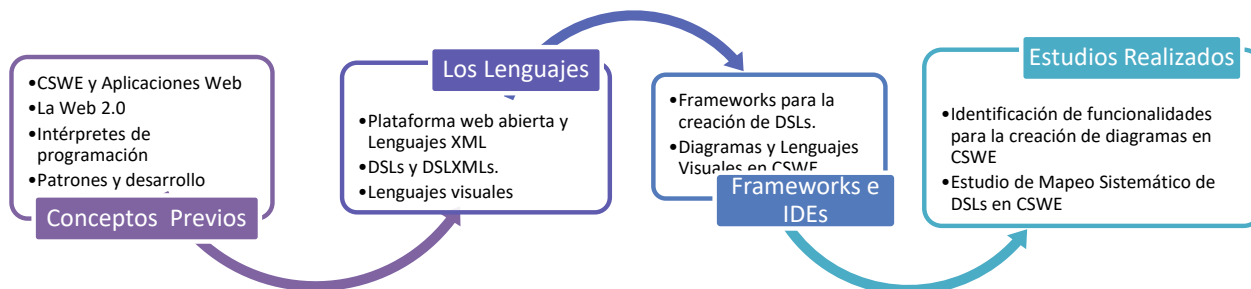 •CSWE y Aplicaciones Web
•La Web 2.0
•Intérpretes de
programación
•Patrones y desarrollo
Conceptos Previos
Los Lenguajes
•Plataforma web abierta y
Lenguajes XML
•DSLs y DSLXMLs.
•Lenguajes visuales
•Frameworks para la
creación de DSLs.
•Diagramas y Lenguajes
Visuales en CSWE
Frameworks e
IDEs
Estudios Realizados
•Identificación de funcionalidades
para la creación de diagramas en
CSWE
•Estudio de Mapeo Sistemático de
DSLs en CSWE